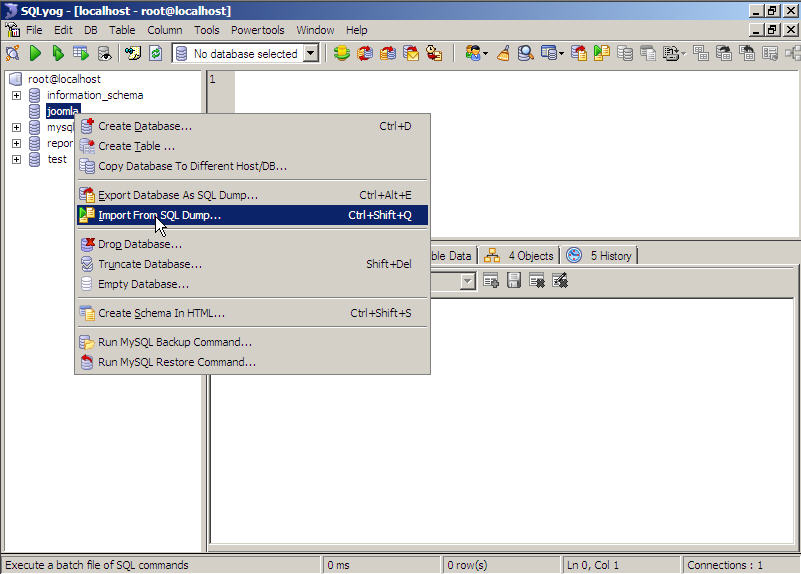 SQLyog - [localhost - root@localhost]
File Edit DB Table Column Tools Powertools Window Help
No database selected
root@localhost
information_schema
joomla
mysql
repor
test
1
Create Database... Ctrl+D
Create Table ...
Copy Database To Different Host/DB...
Export Database As SQL Dump... Ctrl+Alt+E
Import From SQL Dump... Ctrl+Shift+Q
Drop Database...
Truncate Database... Shift+Del
Empty Database...
Create Schema In HTML... Ctrl+Shift+S
Run MySQL Backup Command...
Run MySQL Restore Command...
ble Data 4 Objects 5 History
Execute a batch file of SQL commands 0 ms 0 row(s) Ln 0, Col 1 Connections : 1